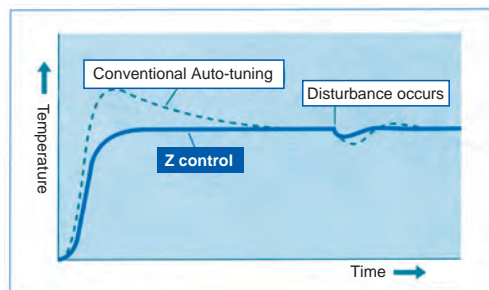 Conventional Auto-tuning
Disturbance occurs
Z control
Temperature
Time